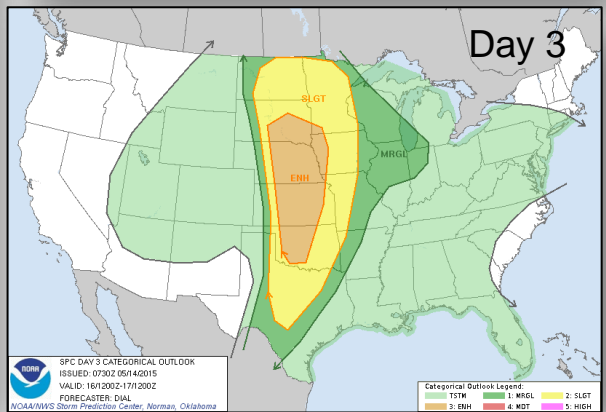 Day 3
SLGT
MRGL
ENH
NOAA
SPC DAY 3 CATEGORICAL OUTLOOK
ISSUED: 0730Z 05/14/2015
VALID: 16/1200Z-17/1200Z
FORECASTER: DIAL
NOAA/NWS Storm Prediction Center, Norman, Oklahoma
Categorical Outlook Legend:
TSTM 1: MRGL 2: SLGT
3: ENH 4: MDT 5: HIGH